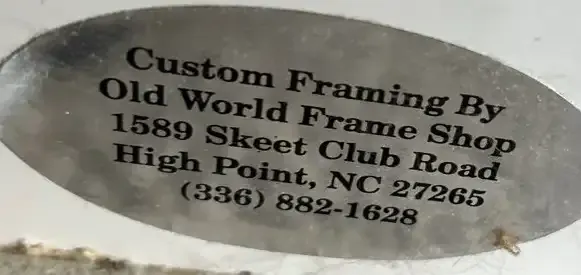 Custom Framing By
Old World Frame Shop
1589 Skeet Club Road
High Point, NC 27265
(336) 882-1628